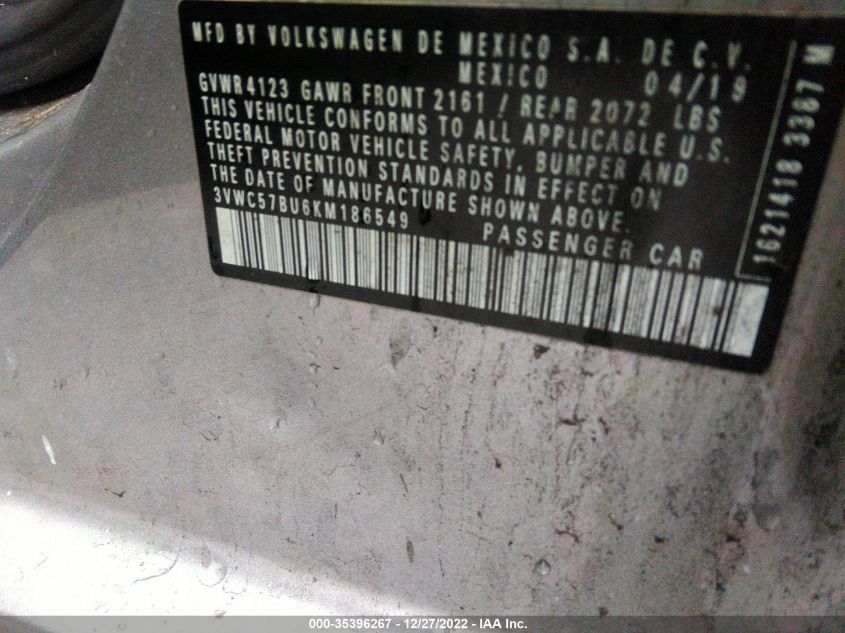 MFD BY VOLKSWAGEN DE MEXICO S.A. DE C.V.
MEXICO 04/19
GVWR4123 GAWR FRONT 2161 / REAR 2072 LBS
THIS VEHICLE CONFORMS TO ALL APPLICABLE U.S.
FEDERAL MOTOR VEHICLE SAFETY, BUMPER AND
THEFT PREVENTION STANDARDS IN EFFECT ON
THE DATE OF MANUFACTURE SHOWN ABOVE.
3VWC57BU6KM186549 PASSENGER CAR
1621418 3387 M
000-35396267 - 12/27/2022 - IAA Inc.